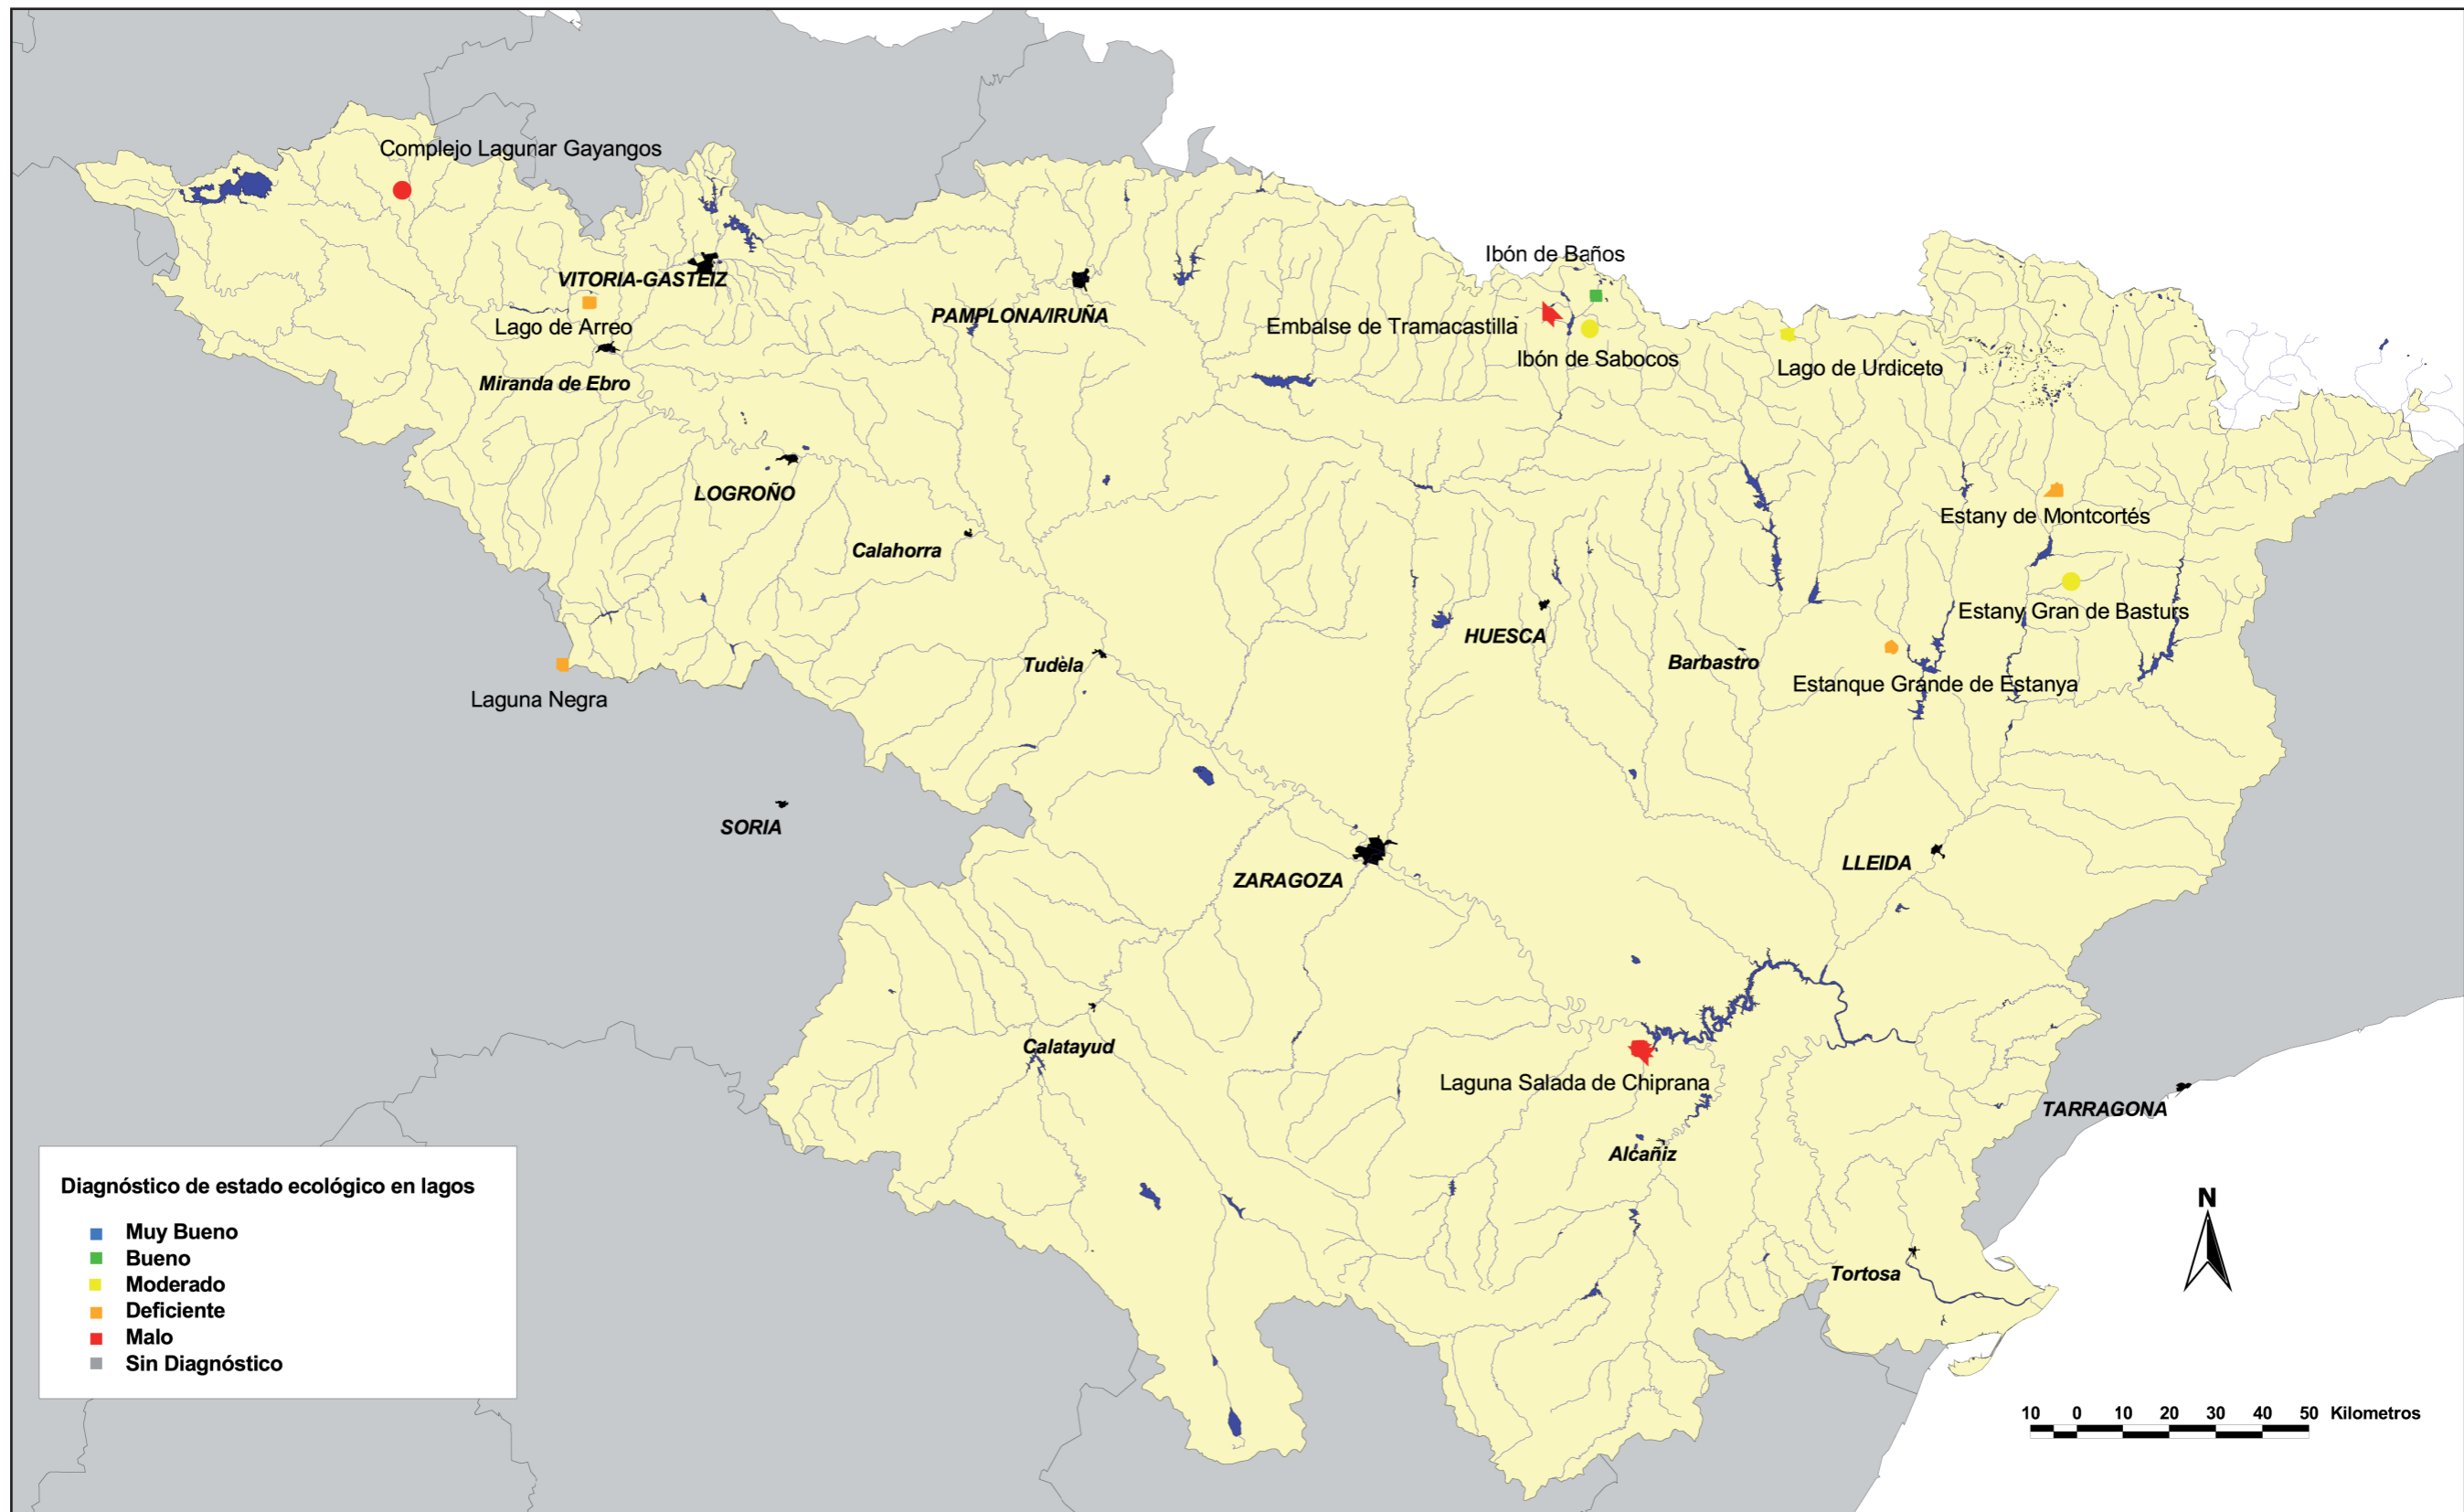 Complejo Lagunar Gayangos
Ibón de Baños
VITORIA-GASTEIZ
PAMPLONA/IRUÑA
Lago de Arreo
Embalse de Tramacastilla
Ibón de Sabocos
Lago de Urdiceto
Miranda de Ebro
LOGROÑO
Estany de Montcortés
Calahorra
Estany Gran de Basturs
HUESCA
Tudela
Barbastro
Estanque Grande de Estanya
Laguna Negra
SORIA
LLEIDA
ZARAGOZA
Calatayud
Laguna Salada de Chiprana
TARRAGONA
Alcañiz
Tortosa
Diagnóstico de estado ecológico en lagos
Muy Bueno
Bueno
Moderado
Deficiente
Malo
Sin Diagnóstico
N
10 0 10 20 30 40 50 Kilometros